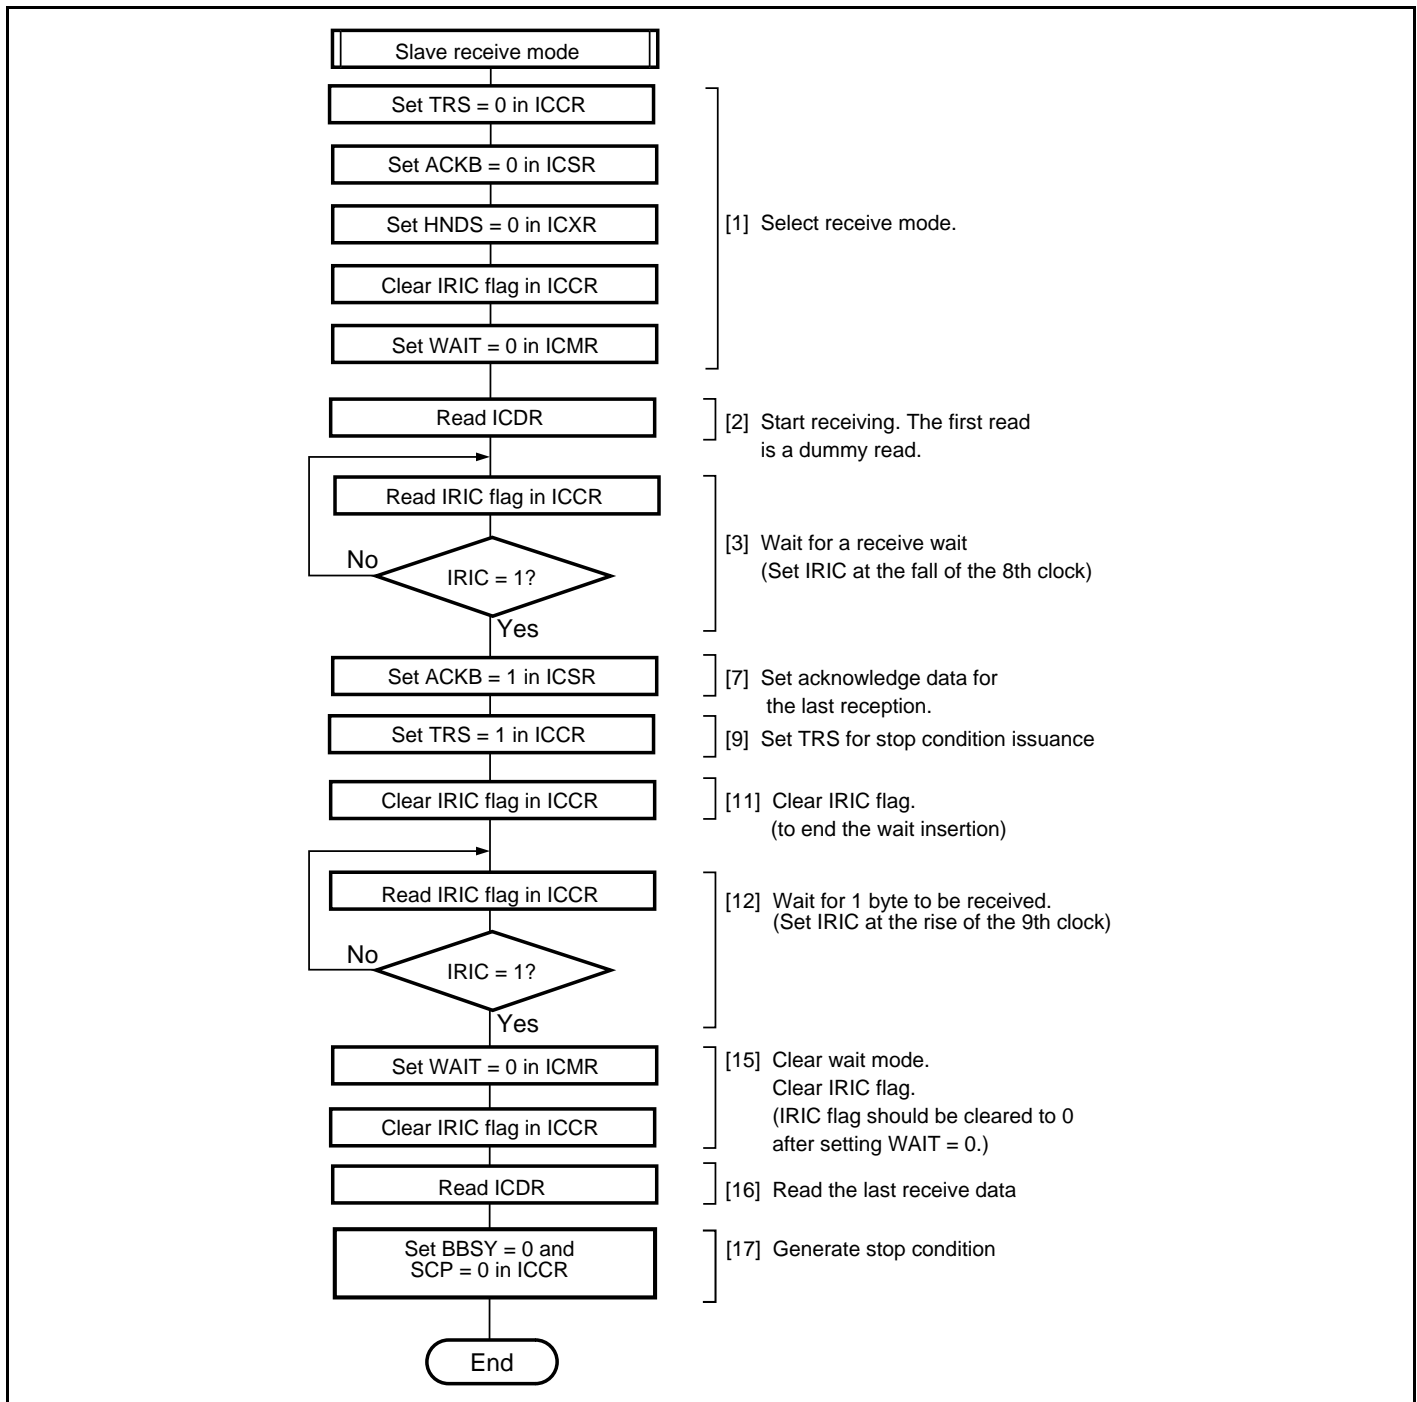 Slave receive mode
Set TRS = 0 in ICCR
Set ACKB = 0 in ICSR
Set HNDS = 0 in ICXR
[1] Select receive mode.
Clear IRIC flag in ICCR
Set WAIT = 0 in ICMR
Read ICDR
[2] Start receiving. The first read
is a dummy read.
Read IRIC flag in ICCR
[3] Wait for a receive wait
(Set IRIC at the fall of the 8th clock)
No
IRIC = 1?
Yes
Set ACKB = 1 in ICSR
[7] Set acknowledge data for
the last reception.
Set TRS = 1 in ICCR
[9] Set TRS for stop condition issuance
Clear IRIC flag in ICCR
[11] Clear IRIC flag.
(to end the wait insertion)
Read IRIC flag in ICCR
[12] Wait for 1 byte to be received.
(Set IRIC at the rise of the 9th clock)
No
IRIC = 1?
Yes
Set WAIT = 0 in ICMR
[15] Clear wait mode.
Clear IRIC flag.
(IRIC flag should be cleared to 0
after setting WAIT = 0.)
Clear IRIC flag in ICCR
Read ICDR
[16] Read the last receive data
Set BBSY = 0 and
SCP = 0 in ICCR
[17] Generate stop condition
End